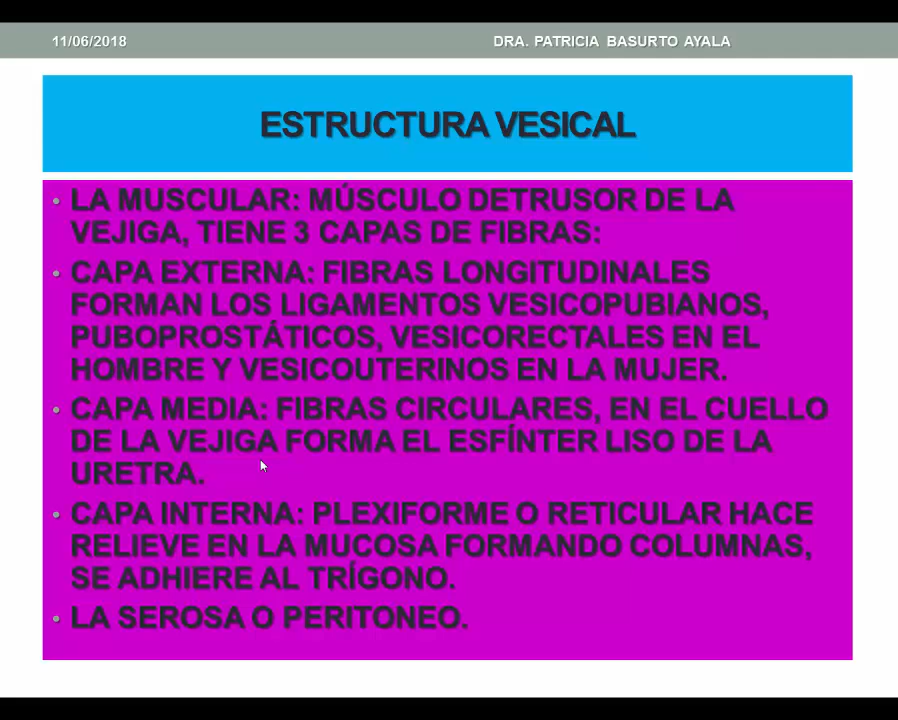 11/06/2018
DRA. PATRICIA BASURTO AYALA
ESTRUCTURA VESICAL
• LA MUSCULAR: MÚSCULO DETRUSOR DE LA
VEJIGA, TIENE 3 CAPAS DE FIBRAS:
• CAPA EXTERNA: FIBRAS LONGITUDINALES
FORMAN LOS LIGAMENTOS VESICOPUBIANOS,
PUBOPROSTÁTICOS, VESICORECTALES EN EL
HOMBRE Y VESICOUTERINOS EN LA MUJER.
• CAPA MEDIA: FIBRAS CIRCULARES, EN EL CUELLO
DE LA VEJIGA FORMA EL ESFÍNTER LISO DE LA
URETRA.
• CAPA INTERNA: PLEXIFORME O RETICULAR HACE
RELIEVE EN LA MUCOSA FORMANDO COLUMNAS,
SE ADHIERE AL TRÍGONO.
• LA SEROSA O PERITONEO.